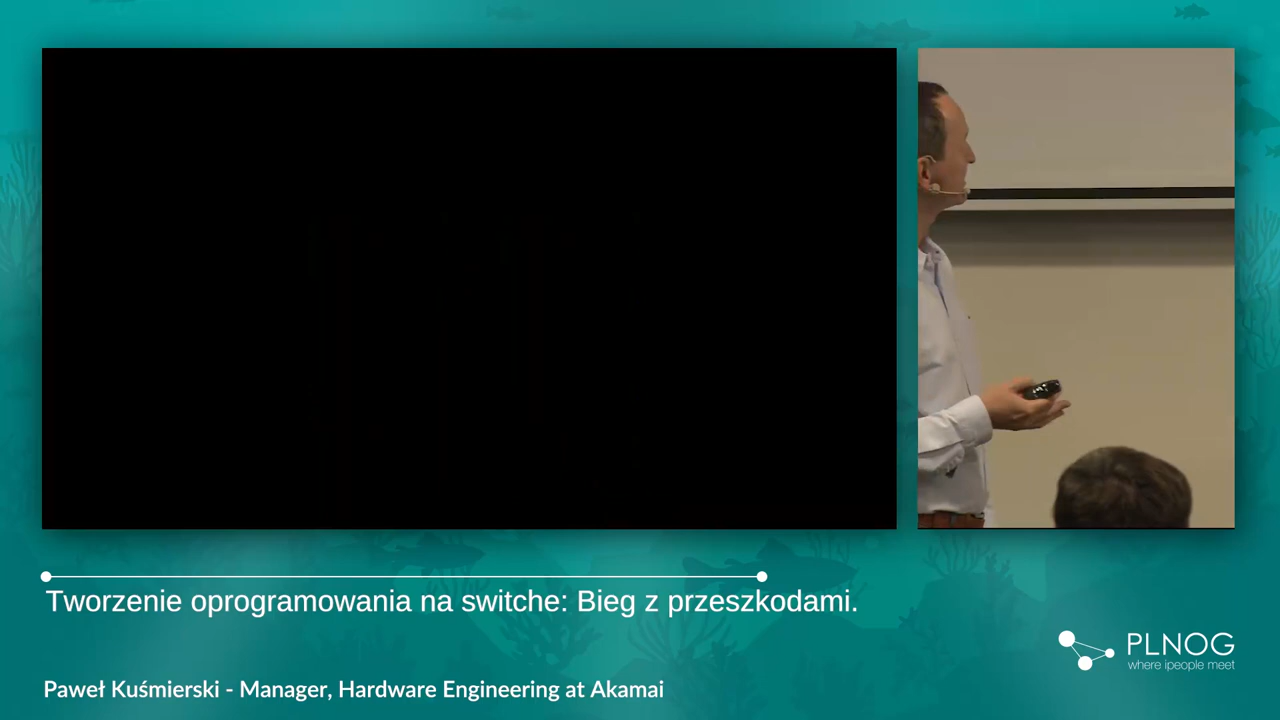 Tworzenie oprogramowania na switche: Bieg z przeszkodami.
PLNOG
where ipeople meet
Paweł Kuśmierski - Manager, Hardware Engineering at Akamai